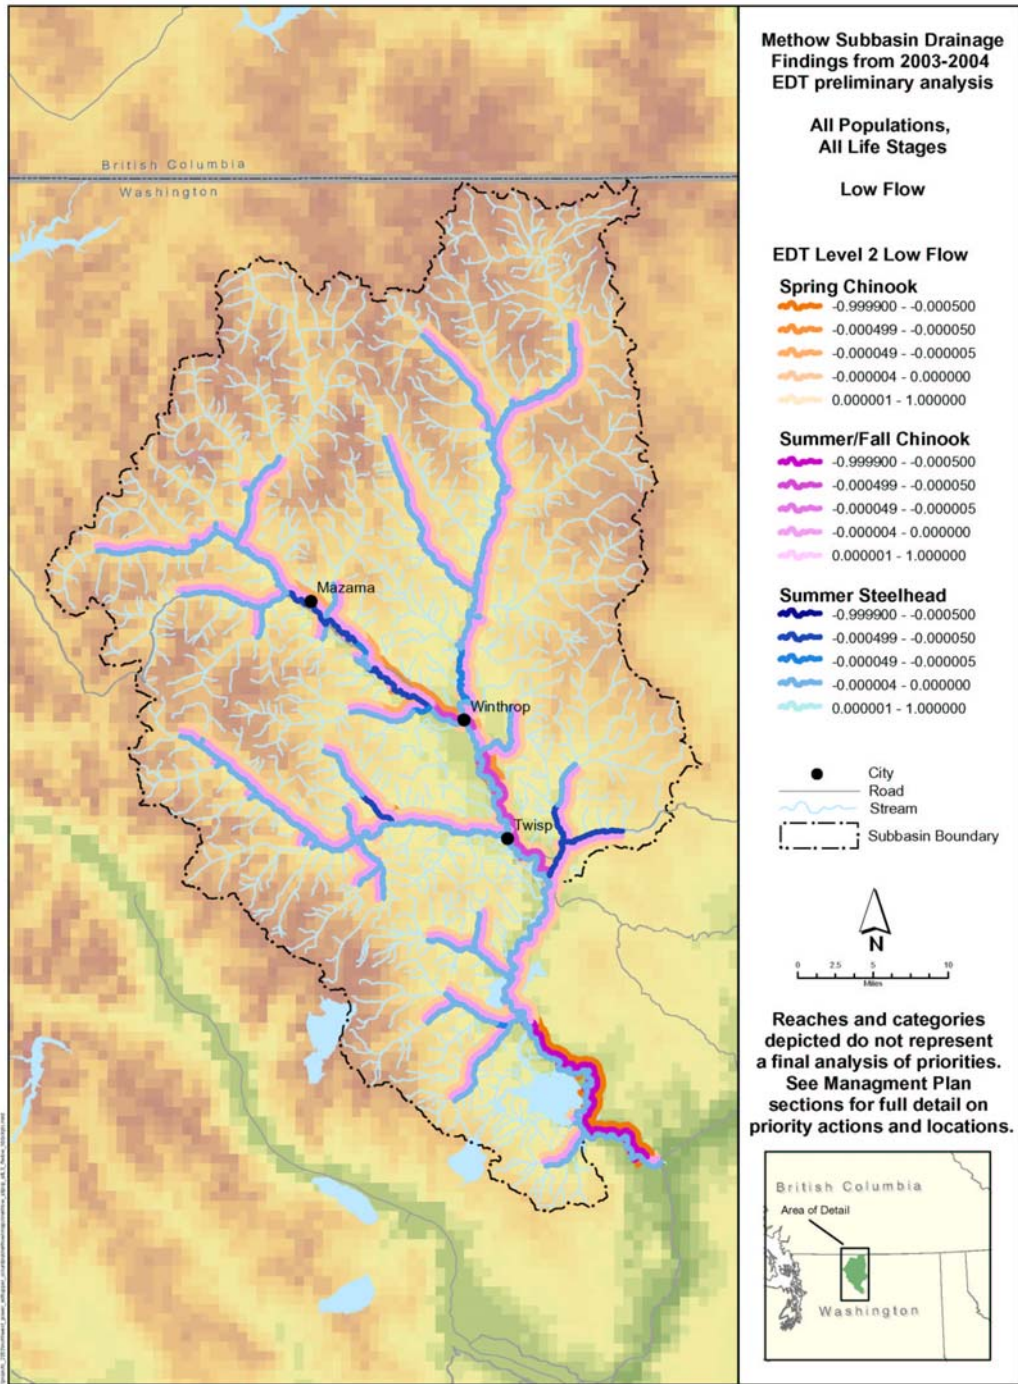 Methow Subbasin Drainage
Findings from 2003-2004
EDT preliminary analysis
All Populations,
All Life Stages
Low Flow
EDT Level 2 Low Flow
Spring Chinook
-0.999900 - -0.000500
-0.000499 - -0.000050
-0.000049 - -0.000005
-0.000004 - 0.000000
0.000001 - 1.000000
Summer/Fall Chinook
-0.999900 - -0.000500
-0.000499 - -0.000050
-0.000049 - -0.000005
-0.000004 - 0.000000
0.000001 - 1.000000
Summer Steelhead
-0.999900 - -0.000500
-0.000499 - -0.000050
-0.000049 - -0.000005
-0.000004 - 0.000000
0.000001 - 1.000000
City
Road
Stream
Subbasin Boundary
N
0 2.5 5 10
Miles
Reaches and categories
depicted do not represent
a final analysis of priorities.
See Managment Plan
sections for full detail on
priority actions and locations.
British Columbia
Area of Detail
Washington
British Columbia
Washington
Mazama
Winthrop
Twisp